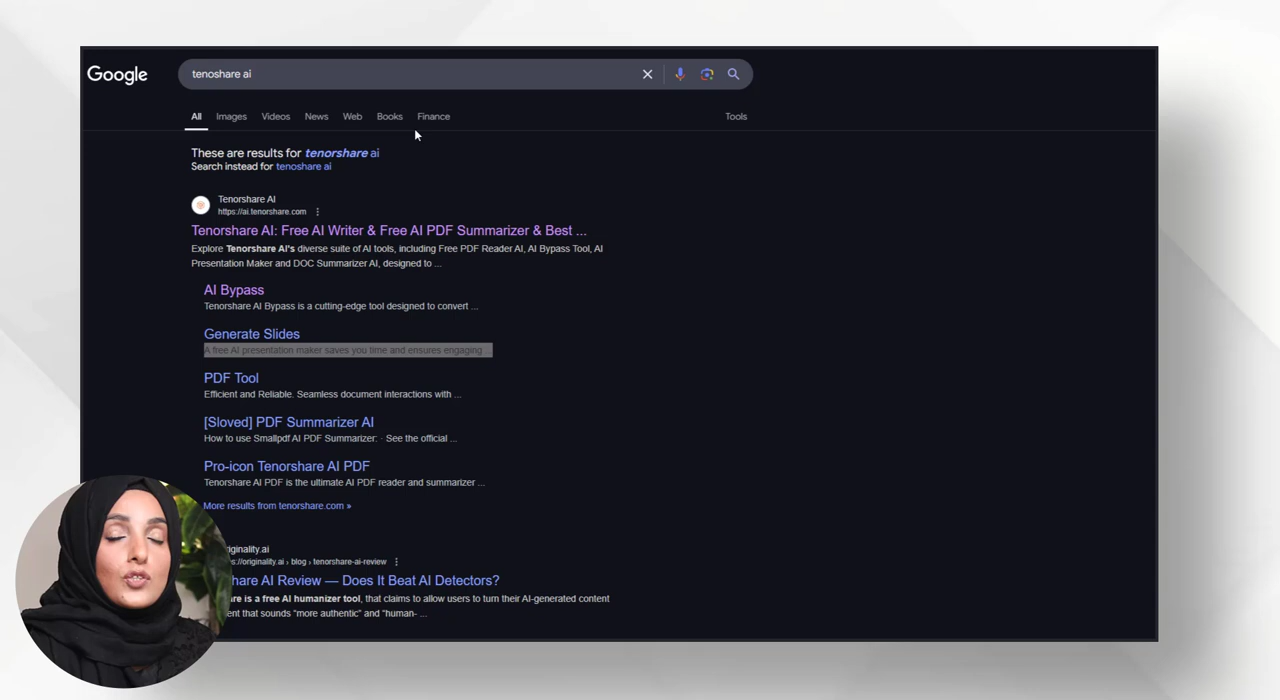 Google
tenoshare ai
All Images Videos News Web Books Finance Tools
These are results for tenorshare ai
Search instead for tenoshare ai
Tenorshare AI
https://ai.tenorshare.com
Tenorshare AI: Free AI Writer & Free AI PDF Summarizer & Best ...
Explore Tenorshare AI's diverse suite of AI tools, including Free PDF Reader AI, AI Bypass Tool, AI
Presentation Maker and DOC Summarizer AI, designed to ...
AI Bypass
Tenorshare AI Bypass is a cutting-edge tool designed to convert ...
Generate Slides
A free AI presentation maker saves you time and ensures engaging
PDF Tool
Efficient and Reliable. Seamless document interactions with ...
[Sloved] PDF Summarizer AI
How to use Smallpdf AI PDF Summarizer: · See the official ...
Pro-icon Tenorshare AI PDF
Tenorshare AI PDF is the ultimate AI PDF reader and summarizer ...
More results from tenorshare.com »
riginality.ai
s://originality.ai › blog › tenorshare-ai-review
hare AI Review — Does It Beat AI Detectors?
re is a free AI humanizer tool, that claims to allow users to turn their AI-generated content
ent that sounds “more authentic” and “human- ...